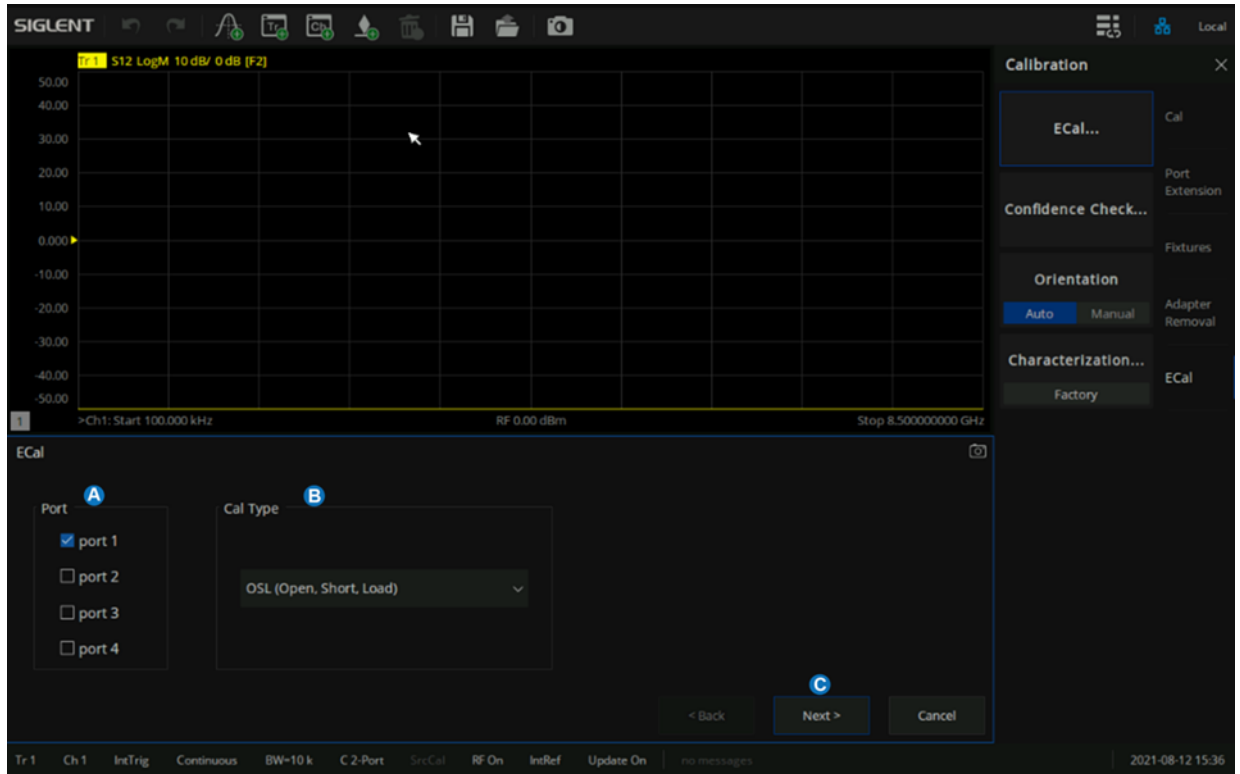 SIGLENT
Local
Tr 1 S12 LogM 10 dB/ 0 dB [F2]
50.00
40.00
30.00
20.00
10.00
0.000
-10.00
-20.00
-30.00
-40.00
-50.00
1 >Ch1: Start 100.000 kHz RF 0.00 dBm Stop 8.500000000 GHz
Calibration
ECal...
Confidence Check...
Orientation
Auto Manual
Characterization...
Factory
Cal
Port
Extension
Fixtures
Adapter
Removal
ECal
ECal
A
Port
port 1
port 2
port 3
port 4
B
Cal Type
OSL (Open, Short, Load)
C
< Back Next > Cancel
Tr 1 Ch 1 IntTrig Continuous BW=10 k C 2-Port SrcCal RF On IntRef Update On no messages 2021-08-12 15:36